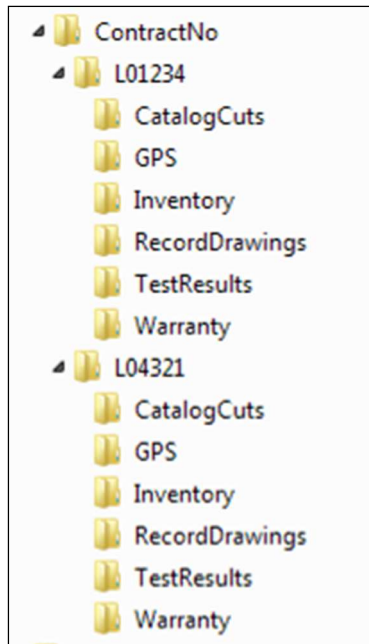 ContractNo
L01234
CatalogCuts
GPS
Inventory
RecordDrawings
TestResults
Warranty
L04321
CatalogCuts
GPS
Inventory
RecordDrawings
TestResults
Warranty